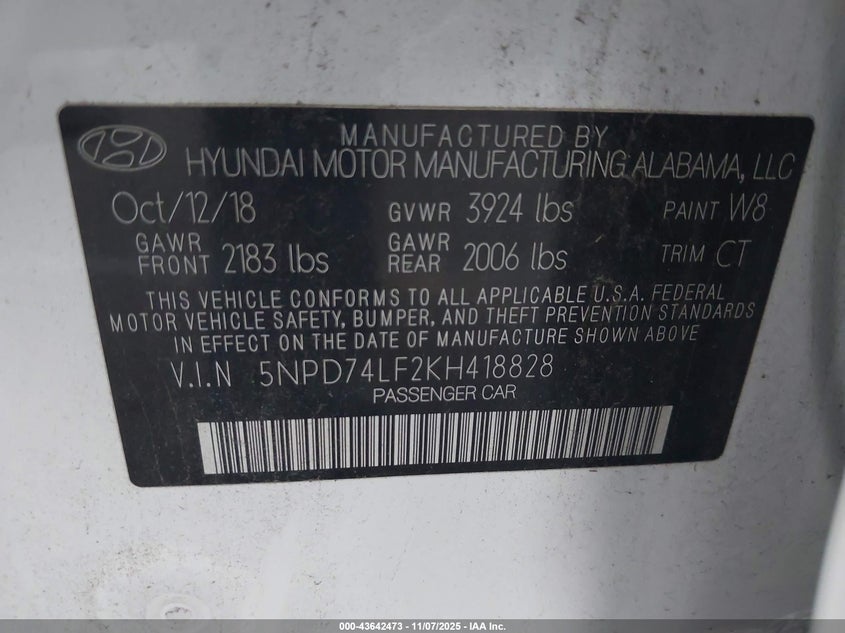 MANUFACTURED BY
HYUNDAI MOTOR MANUFACTURING ALABAMA, LLC
Oct/12/18 GVWR 3924 lbs PAINT W8
GAWR FRONT 2183 lbs GAWR REAR 2006 lbs TRIM CT
THIS VEHICLE CONFORMS TO ALL APPLICABLE U.S.A. FEDERAL
MOTOR VEHICLE SAFETY, BUMPER, AND THEFT PREVENTION STANDARDS
IN EFFECT ON THE DATE OF MANUFACTURE SHOWN ABOVE
V.I.N 5NPD74LF2KH418828
PASSENGER CAR
000-43642473 - 11/07/2025 - IAA Inc.